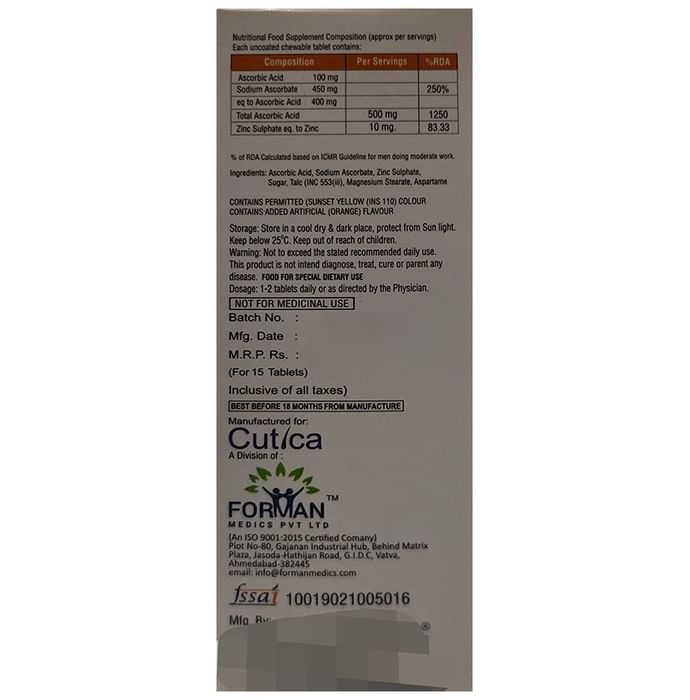 Nutritional Food Supplement Composition (approx per servings)
Each uncoated chewable tablet contains:
Composition Per Servings %RDA
Ascorbic Acid 100 mg
Sodium Ascorbate 450 mg 250%
eq to Ascorbic Acid 400 mg
Total Ascorbic Acid 500 mg 1250
Zinc Sulphate eq. to Zinc 10 mg. 83.33
% of RDA Calculated based on ICMR Guideline for men doing moderate work.
Ingredients: Ascorbic Acid, Sodium Ascorbate, Zinc Sulphate,
Sugar, Talc (INC 553(iii), Magnesium Stearate, Aspartame
CONTAINS PERMITTED (SUNSET YELLOW (INS 110) COLOUR
CONTAINS ADDED ARTIFICIAL (ORANGE) FLAVOUR
Storage: Store in a cool dry & dark place, protect from Sun light.
Keep below 25°C. Keep out of reach of children.
Warning: Not to exceed the stated recommended daily use.
This product is not intend diagnose, treat, cure or parent any
disease. FOOD FOR SPECIAL DIETARY USE
Dosage: 1-2 tablets daily or as directed by the Physician.
NOT FOR MEDICINAL USE
Batch No. :
Mfg. Date :
M.R.P. Rs. :
(For 15 Tablets)
Inclusive of all taxes)
BEST BEFORE 18 MONTHS FROM MANUFACTURE
Manufactured for:
Cutica
A Division of :
FORMAN™
MEDICS PVT LTD
(An ISO 9001:2015 Certified Comany)
Plot No-80, Gajanan Industrial Hub, Behind Matrix
Plaza, Jasoda-Hathijan Road, G.I.D.C, Vatva,
Ahmedabad-382445
email: info@formanmedics.com
fssai 10019021005016
Mfg. By:
®